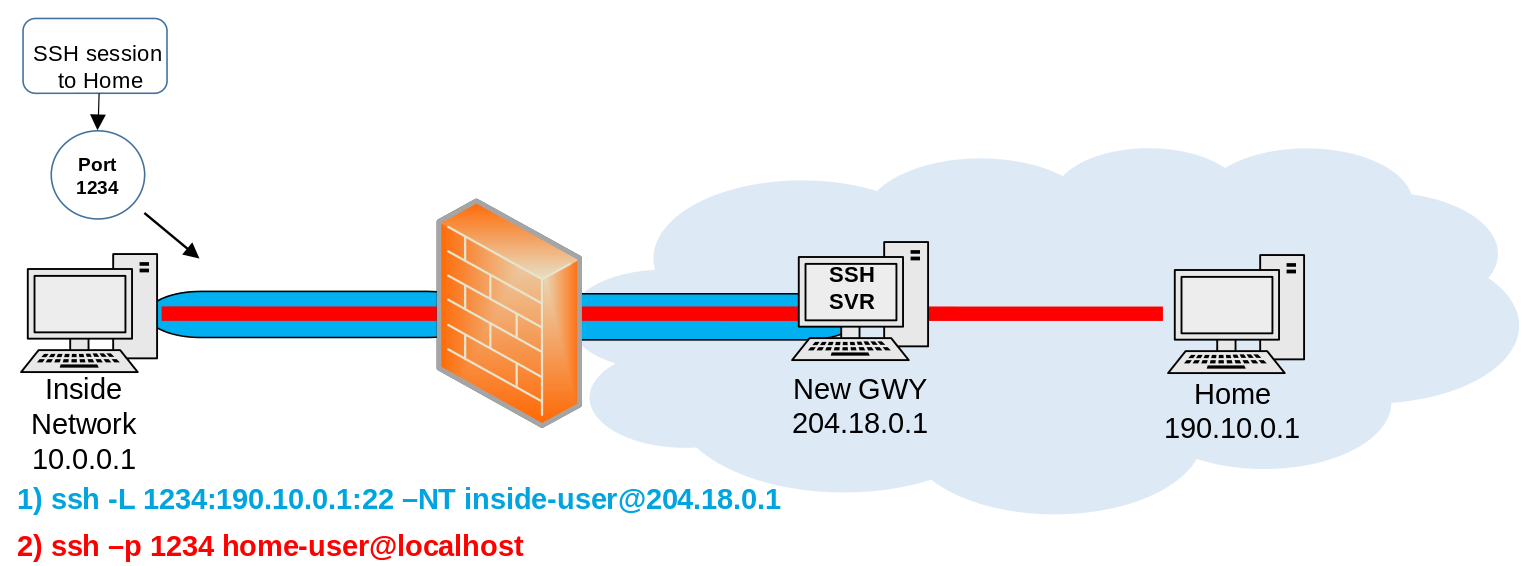 SSH session
to Home
Port
1234
SSH
SVR
Inside
Network
10.0.0.1
New GWY
204.18.0.1
Home
190.10.0.1
1) ssh -L 1234:190.10.0.1:22 –NT inside-user@204.18.0.1
2) ssh –p 1234 home-user@localhost